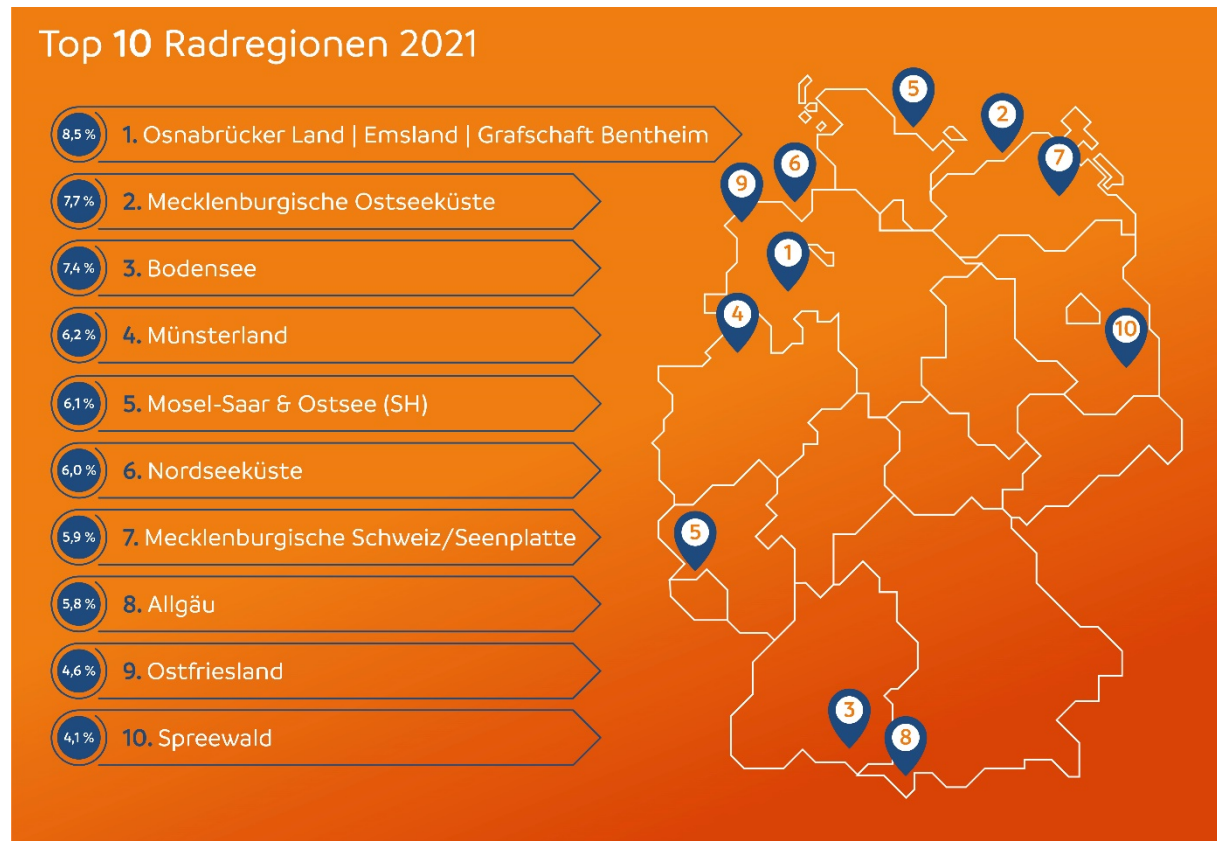 Top 10 Radregionen 2021
8,5 % 1. Osnabrücker Land | Emsland | Grafschaft Bentheim
7,7 % 2. Mecklenburgische Ostseeküste
7,4 % 3. Bodensee
6,2 % 4. Münsterland
6,1 % 5. Mosel-Saar & Ostsee (SH)
6,0 % 6. Nordseeküste
5,9 % 7. Mecklenburgische Schweiz/Seenplatte
5,8 % 8. Allgäu
4,6 % 9. Ostfriesland
4,1 % 10. Spreewald
5
2
7
6
9
1
4
10
5
3
8